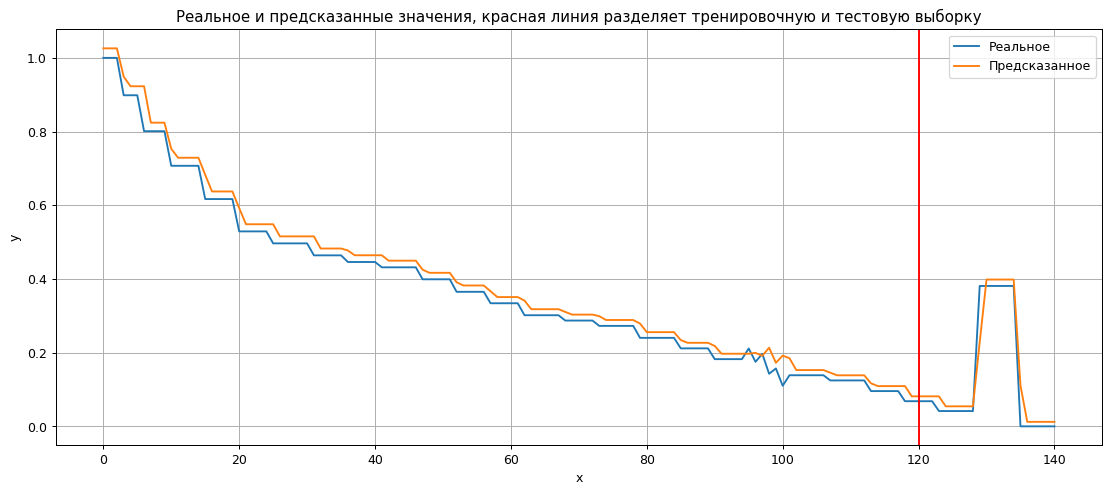 Реальное и предсказанные значения, красная линия разделяет тренировочную и тестовую выборку
Реальное
Предсказанное
1.0
0.8
0.6
0.4
0.2
0.0
y
0 20 40 60 80 100 120 140
x